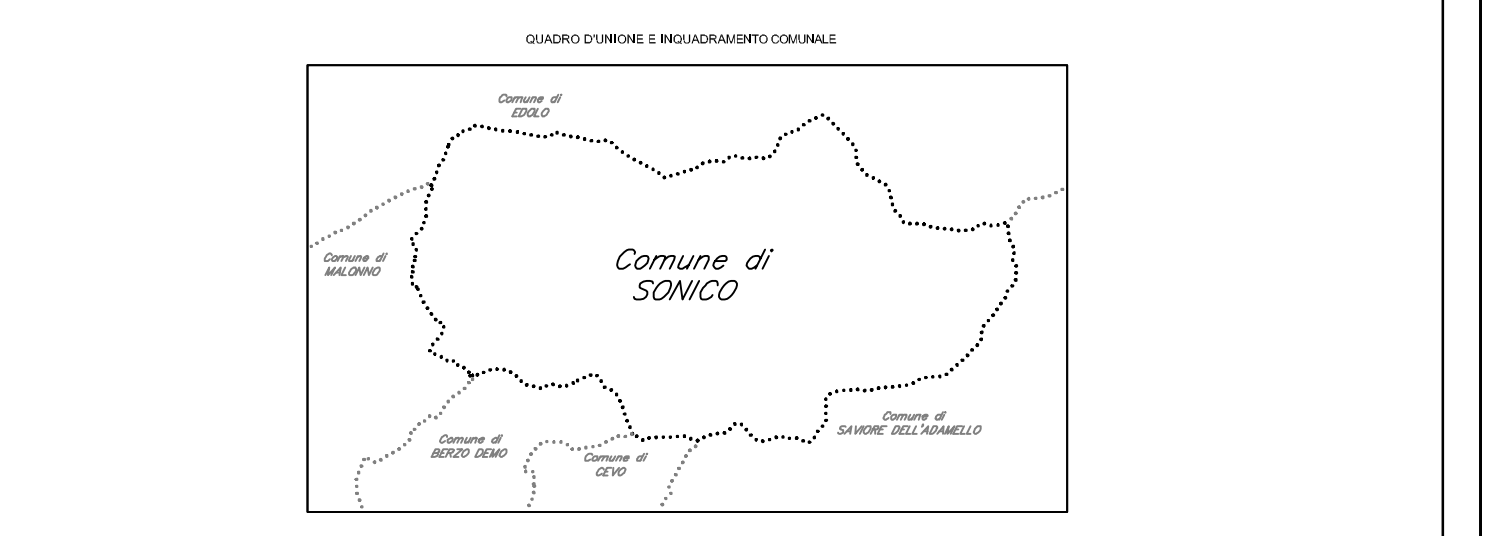 QUADRO D'UNIONE E INQUADRAMENTO COMUNALE
Comune di
EDOLO
Comune di
MALONNO
Comune di
SONICO
Comune di
SAVIORE DELL'ADAMELLO
Comune di
BERZO DEMO
Comune di
CEVO